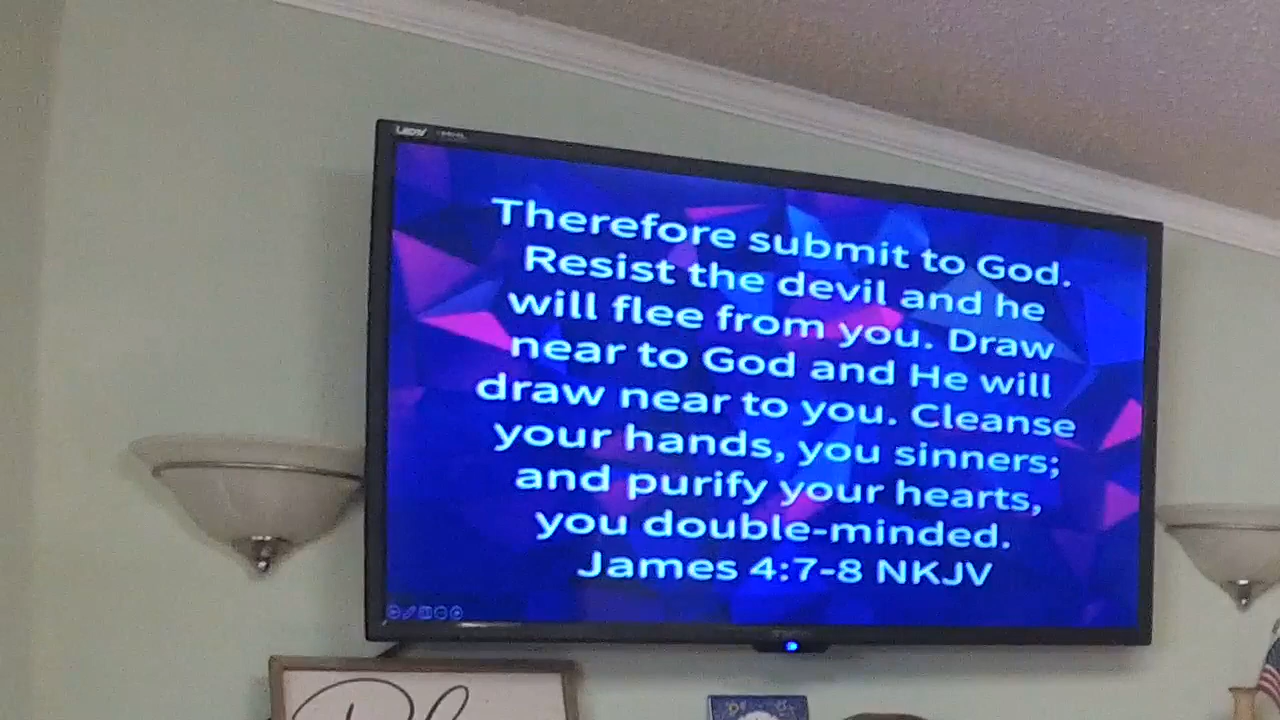 Therefore submit to God.
Resist the devil and he
will flee from you. Draw
near to God and He will
draw near to you. Cleanse
your hands, you sinners;
and purify your hearts,
you double-minded.
James 4:7-8 NKJV